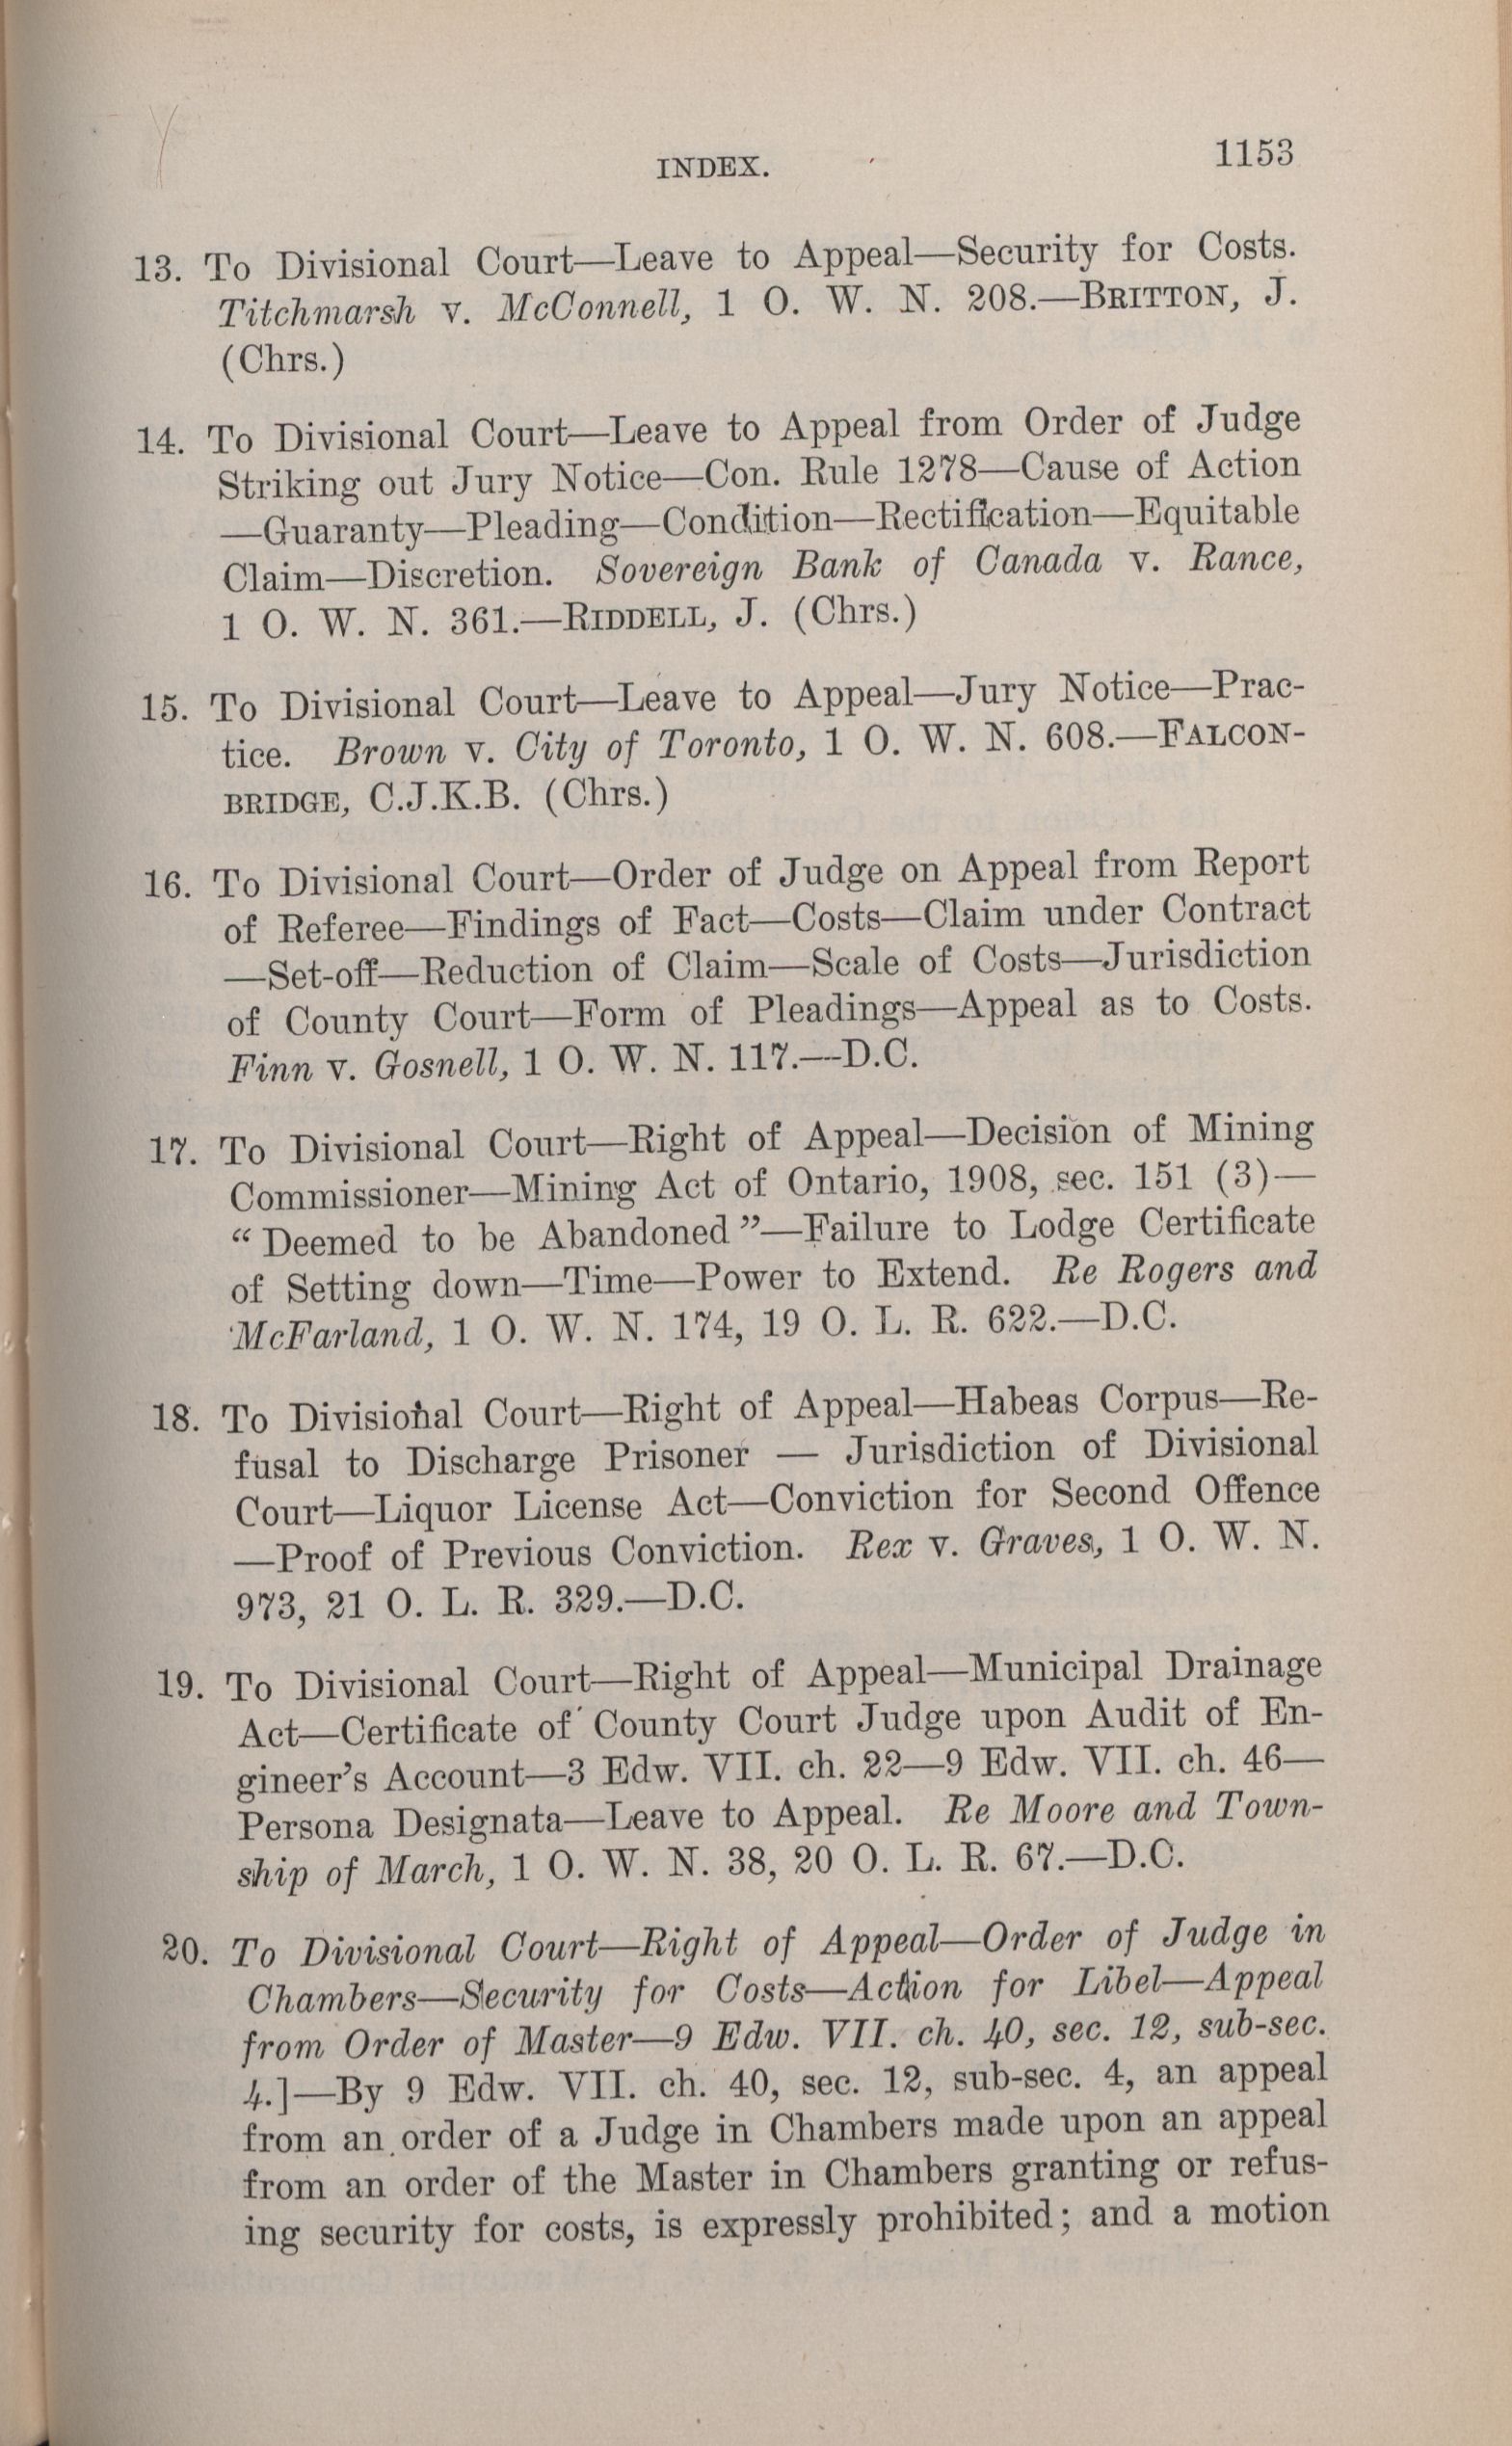 INDEX. 1153
13. To Divisional Court—Leave to Appeal—Security for Costs.
Titchmarsh v. McConnell, 1 O. W. N. 208.—BRITTON, J.
(Chrs.)
14. To Divisional Court—Leave to Appeal from Order of Judge
Striking out Jury Notice—Con. Rule 1278—Cause of Action
—Guaranty—Pleading—Condition—Rectification—Equitable
Claim—Discretion. Sovereign Bank of Canada v. Rance,
1 O. W. N. 361.—RIDDELL, J. (Chrs.)
15. To Divisional Court—Leave to Appeal—Jury Notice—Prac-
tice. Brown v. City of Toronto, 1 O. W. N. 608.—FALCON-
BRIDGE, C.J.K.B. (Chrs.)
16. To Divisional Court—Order of Judge on Appeal from Report
of Referee—Findings of Fact—Costs—Claim under Contract
—Set-off—Reduction of Claim—Scale of Costs—Jurisdiction
of County Court—Form of Pleadings—Appeal as to Costs.
Finn v. Gosnell, 1 O. W. N. 117.—D.C.
17. To Divisional Court—Right of Appeal—Decision of Mining
Commissioner—Mining Act of Ontario, 1908, sec. 151 (3)—
“Deemed to be Abandoned”—Failure to Lodge Certificate
of Setting down—Time—Power to Extend. Re Rogers and
McFarland, 1 O. W. N. 174, 19 O. L. R. 622.—D.C.
18. To Divisional Court—Right of Appeal—Habeas Corpus—Re-
fusal to Discharge Prisoner — Jurisdiction of Divisional
Court—Liquor License Act—Conviction for Second Offence
—Proof of Previous Conviction. Rex v. Graves, 1 O. W. N.
973, 21 O. L. R. 329.—D.C.
19. To Divisional Court—Right of Appeal—Municipal Drainage
Act—Certificate of County Court Judge upon Audit of En-
gineer's Account—3 Edw. VII. ch. 22—9 Edw. VII. ch. 46—
Persona Designata—Leave to Appeal. Re Moore and Town-
ship of March, 1 O. W. N. 38, 20 O. L. R. 67.—D.C.
20. To Divisional Court—Right of Appeal—Order of Judge in
Chambers—Security for Costs—Action for Libel—Appeal
from Order of Master—9 Edw. VII. ch. 40, sec. 12, sub-sec.
4.]—By 9 Edw. VII. ch. 40, sec. 12, sub-sec. 4, an appeal
from an order of a Judge in Chambers made upon an appeal
from an order of the Master in Chambers granting or refus-
ing security for costs, is expressly prohibited; and a motion